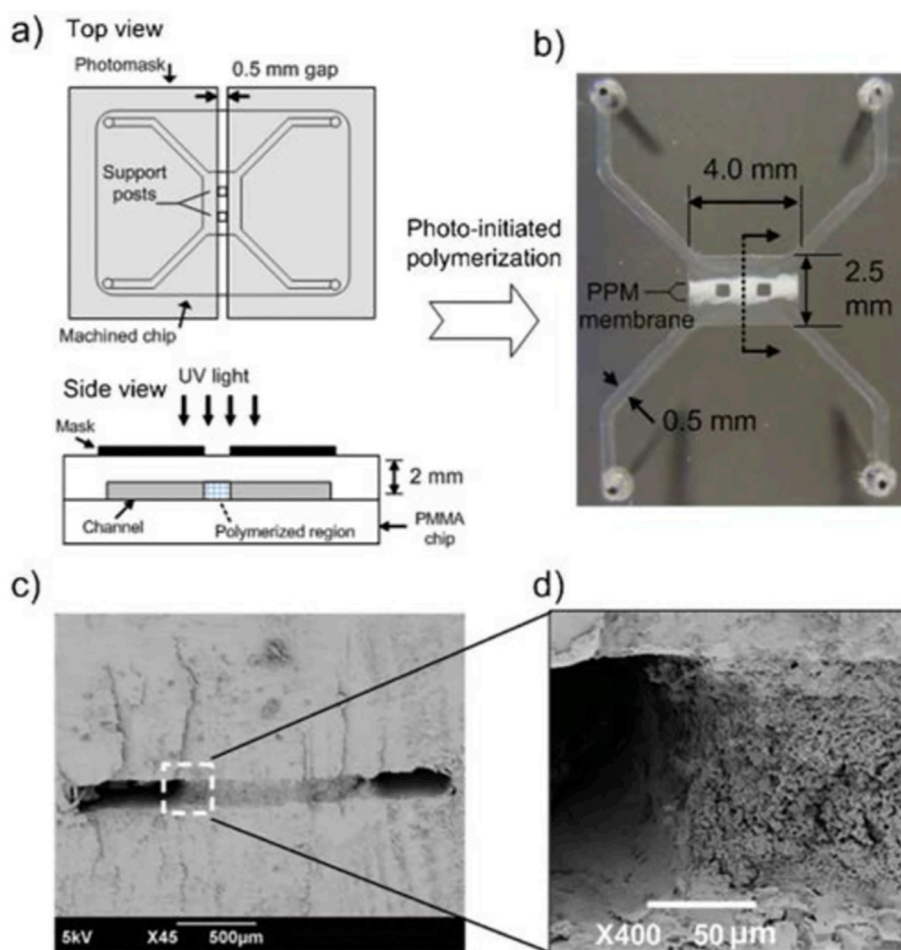 a)
Top view
Photomask
0.5 mm gap
Support
posts
Machined chip
Side view
UV light
Mask
2 mm
Channel
Polymerized region
PMMA
chip
Photo-initiated
polymerization
b)
4.0 mm
2.5
mm
PPM
membrane
0.5 mm
c)
5kV X45 500µm
d)
X400 50 µm